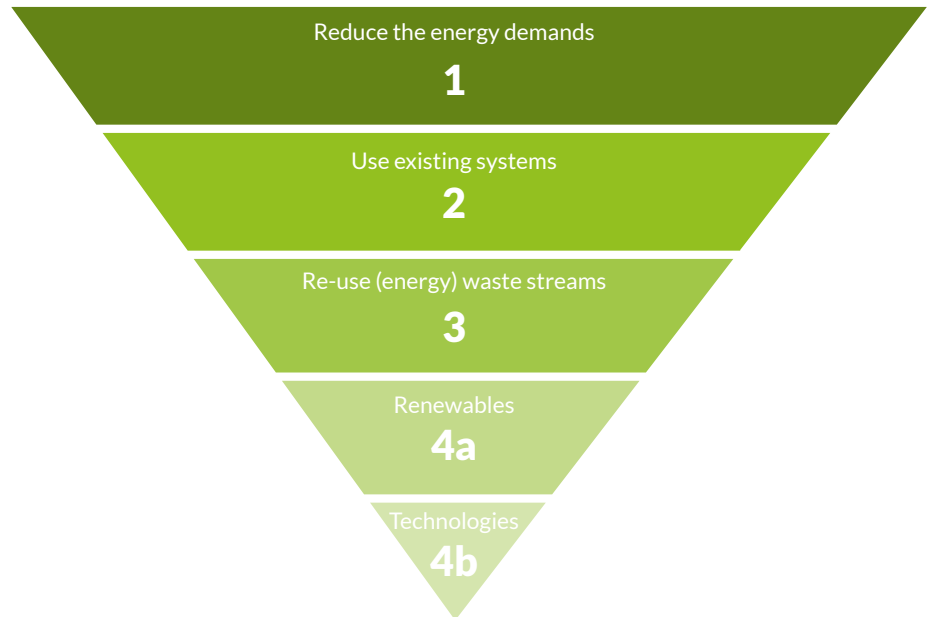 Reduce the energy demands
1
Use existing systems
2
Re-use (energy) waste streams
3
Renewables
4a
Technologies
4b